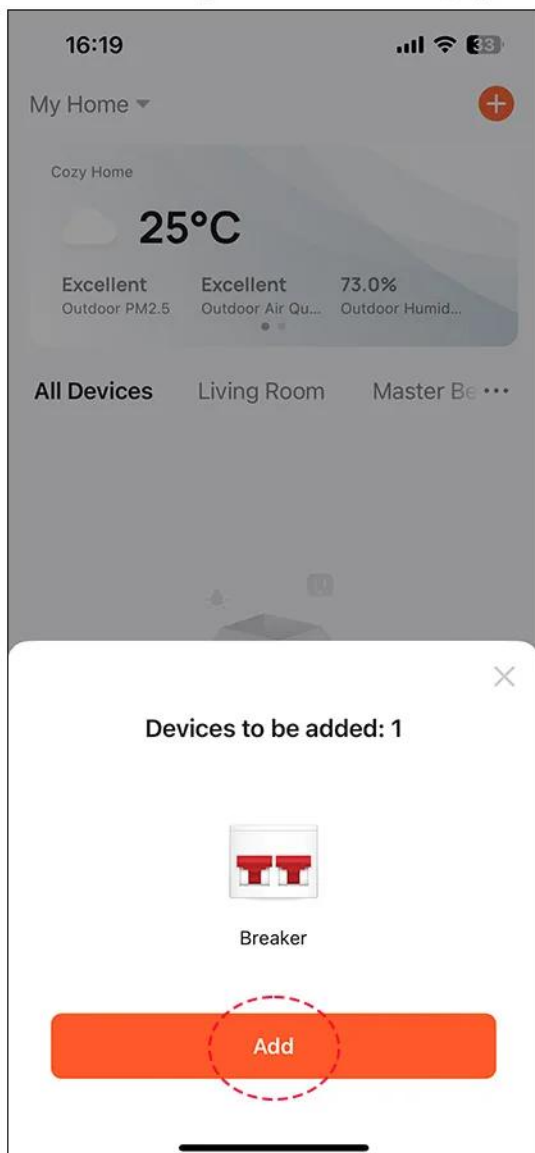 16:19
33
My Home
Cozy Home
25°C
Excellent Excellent 73.0%
Outdoor PM2.5 Outdoor Air Qu... Outdoor Humid...
All Devices Living Room Master Be ...
Devices to be added: 1
Breaker
Add